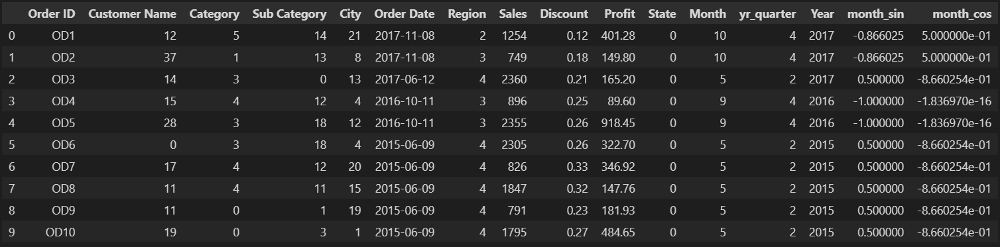 Order ID Customer Name Category Sub Category City Order Date Region Sales Discount Profit State Month yr_quarter Year month_sin month_cos
0 OD1 12 5 14 21 2017-11-08 2 1254 0.12 401.28 0 10 4 2017 -0.866025 5.000000e-01
1 OD2 37 1 13 8 2017-11-08 3 749 0.18 149.80 0 10 4 2017 -0.866025 5.000000e-01
2 OD3 14 3 0 13 2017-06-12 4 2360 0.21 165.20 0 5 2 2017 0.500000 -8.660254e-01
3 OD4 15 4 12 4 2016-10-11 3 896 0.25 89.60 0 9 4 2016 -1.000000 -1.836970e-16
4 OD5 28 3 18 12 2016-10-11 3 2355 0.26 918.45 0 9 4 2016 -1.000000 -1.836970e-16
5 OD6 0 3 18 4 2015-06-09 4 2305 0.26 322.70 0 5 2 2015 0.500000 -8.660254e-01
6 OD7 17 4 12 20 2015-06-09 4 826 0.33 346.92 0 5 2 2015 0.500000 -8.660254e-01
7 OD8 11 4 11 15 2015-06-09 4 1847 0.32 147.76 0 5 2 2015 0.500000 -8.660254e-01
8 OD9 11 0 1 19 2015-06-09 4 791 0.23 181.93 0 5 2 2015 0.500000 -8.660254e-01
9 OD10 19 0 3 1 2015-06-09 4 1795 0.27 484.65 0 5 2 2015 0.500000 -8.660254e-01